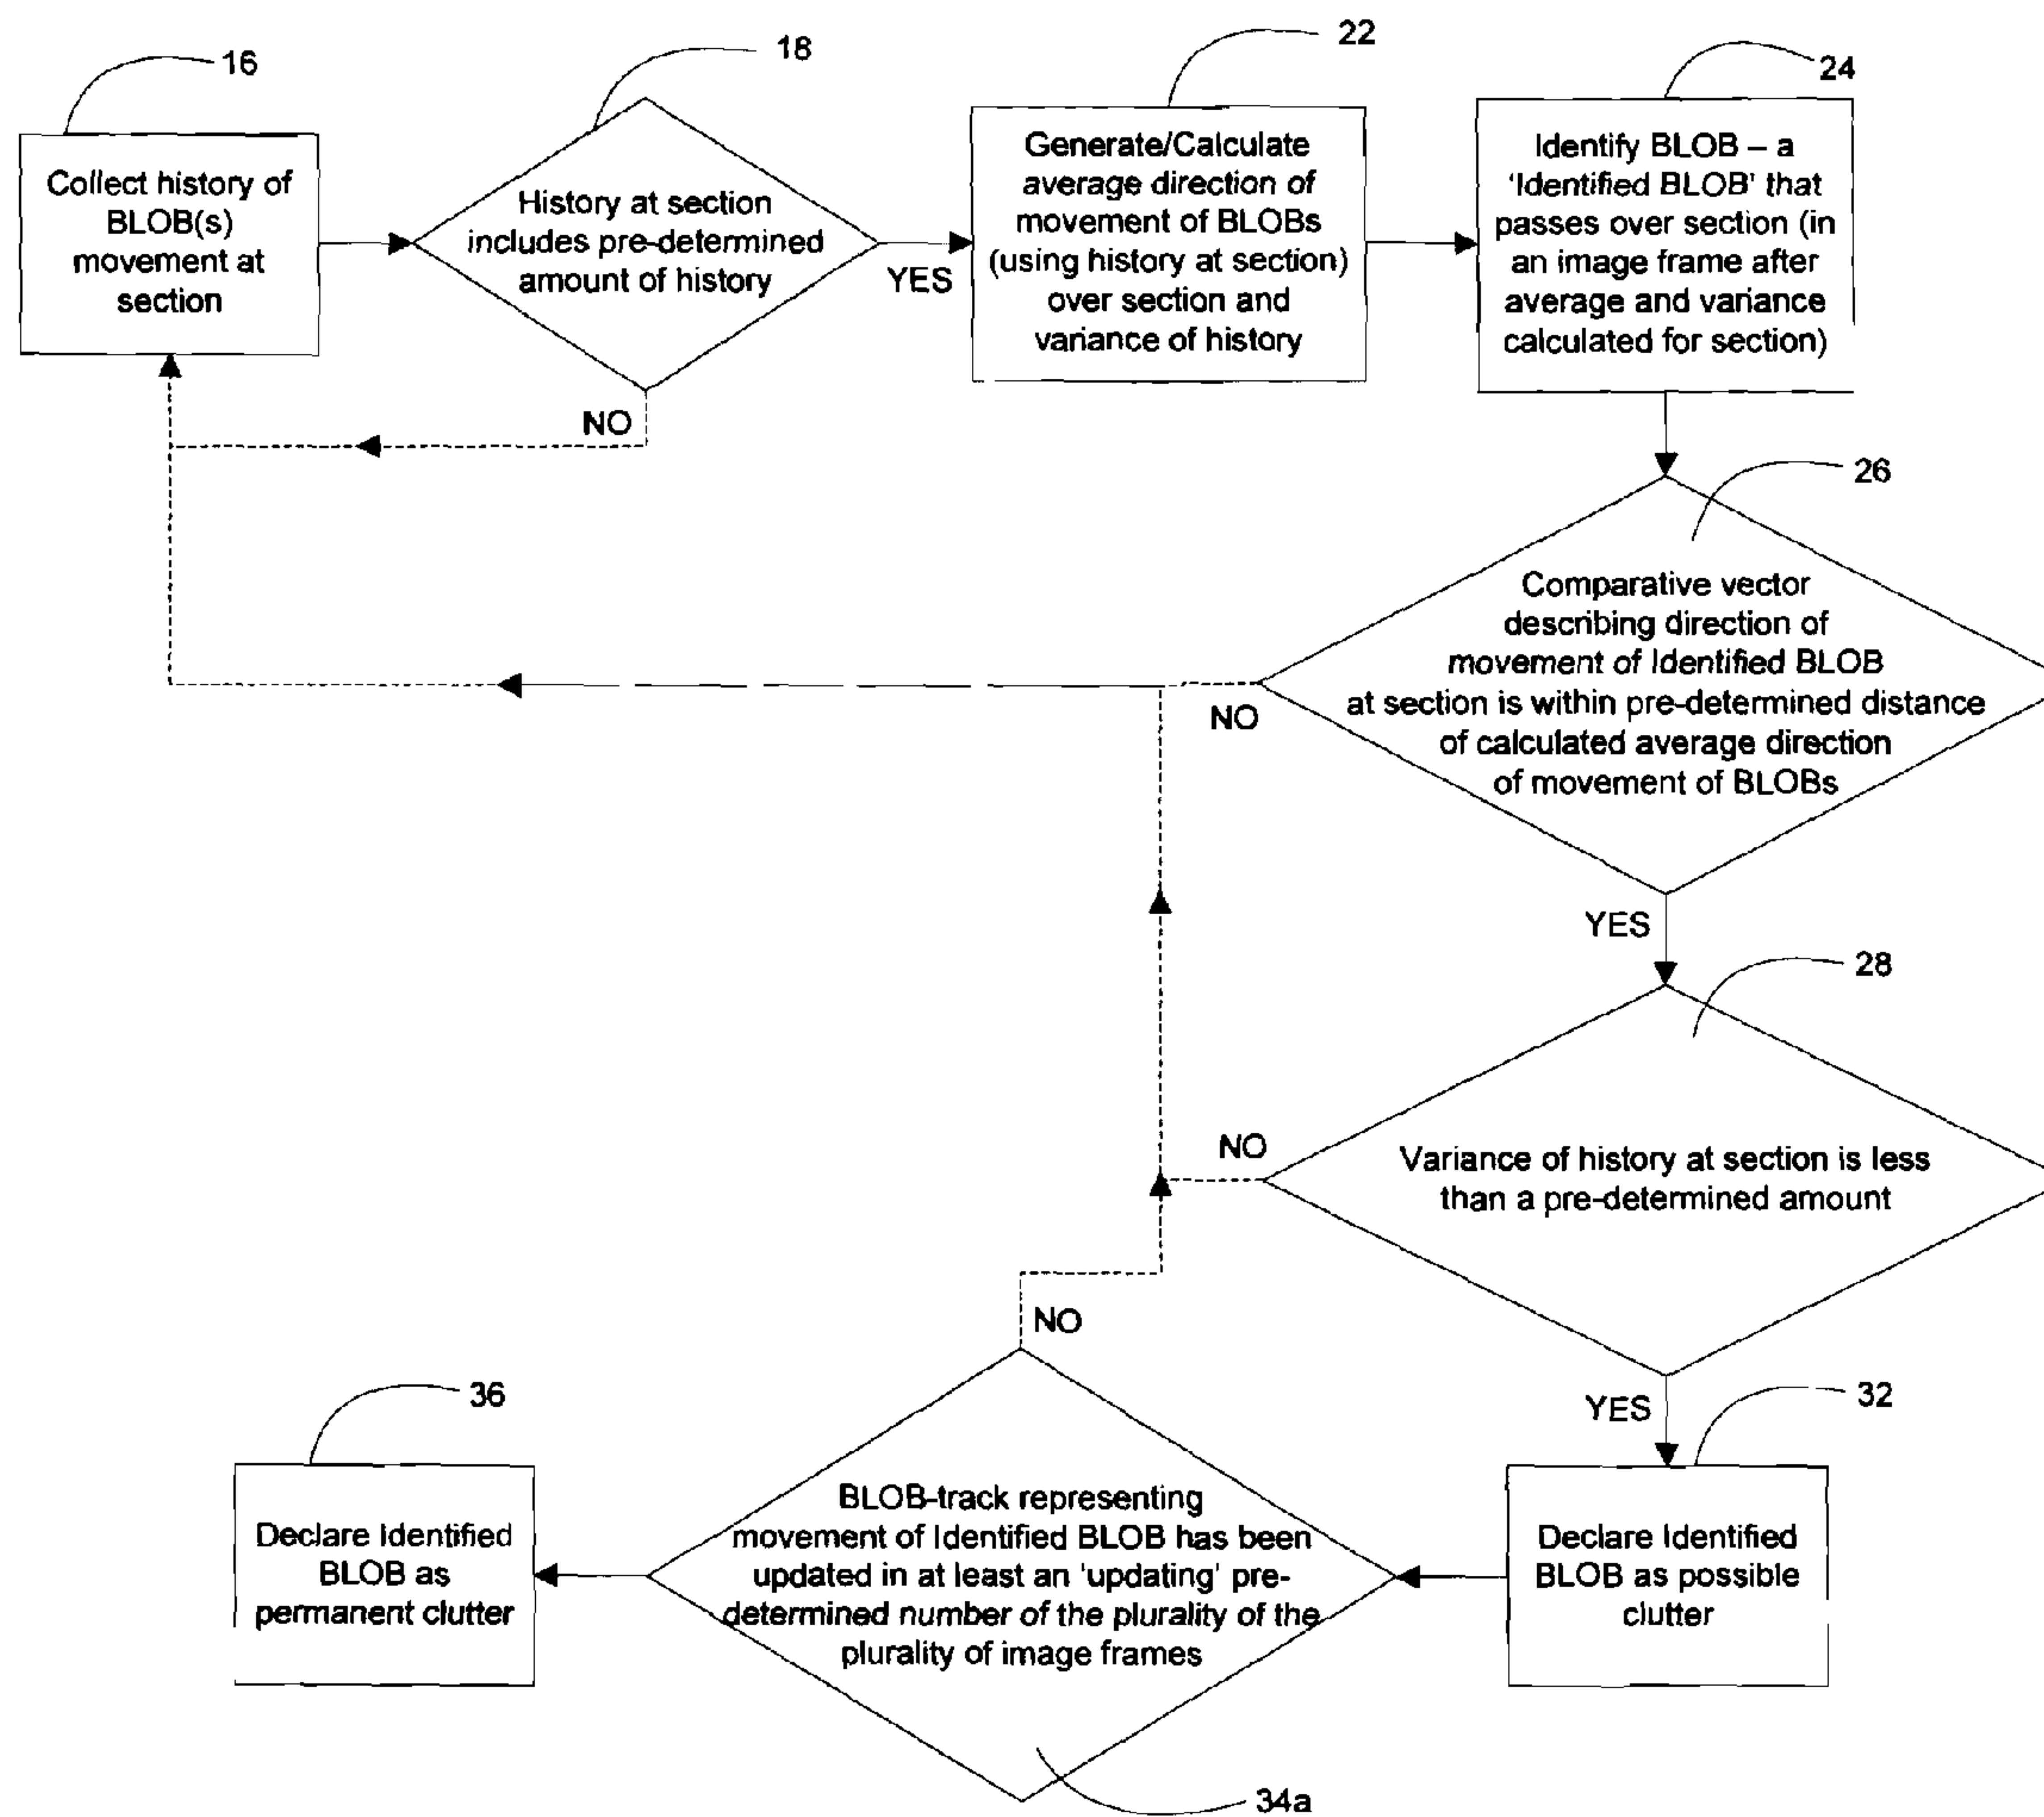 16
18
22
24
Collect history of
BLOB(s)
movement at
section
History at section
includes pre-determined
amount of history
YES
NO
Generate/Calculate
average direction of
movement of BLOBs
(using history at section)
over section and
variance of history
Identify BLOB – a
'Identified BLOB' that
passes over section (in
an image frame after
average and variance
calculated for section)
26
Comparative vector
describing direction of
movement of Identified BLOB
at section is within pre-determined distance
of calculated average direction
of movement of BLOBs
NO
YES
28
Variance of history at section is less
than a pre-determined amount
NO
YES
32
Declare Identified
BLOB as possible
clutter
NO
BLOB-track representing
movement of Identified BLOB has been
updated in at least an 'updating' pre-
determined number of the plurality of the
plurality of image frames
34a
36
Declare Identified
BLOB as
permanent clutter